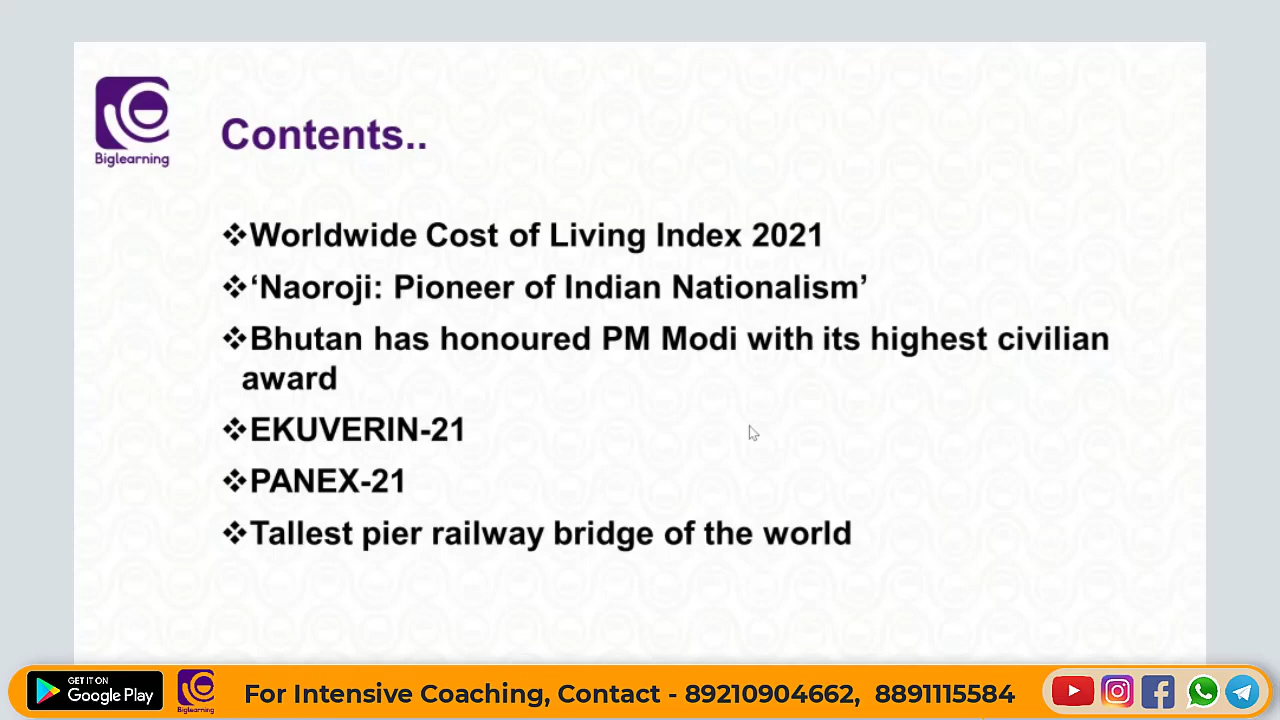 Biglearning
Contents..
❖Worldwide Cost of Living Index 2021
❖‘Naoroji: Pioneer of Indian Nationalism’
❖Bhutan has honoured PM Modi with its highest civilian
award
❖EKUVERIN-21
❖PANEX-21
❖Tallest pier railway bridge of the world
GET IT ON
Google Play
Biglearning
For Intensive Coaching, Contact - 89210904662, 8891115584